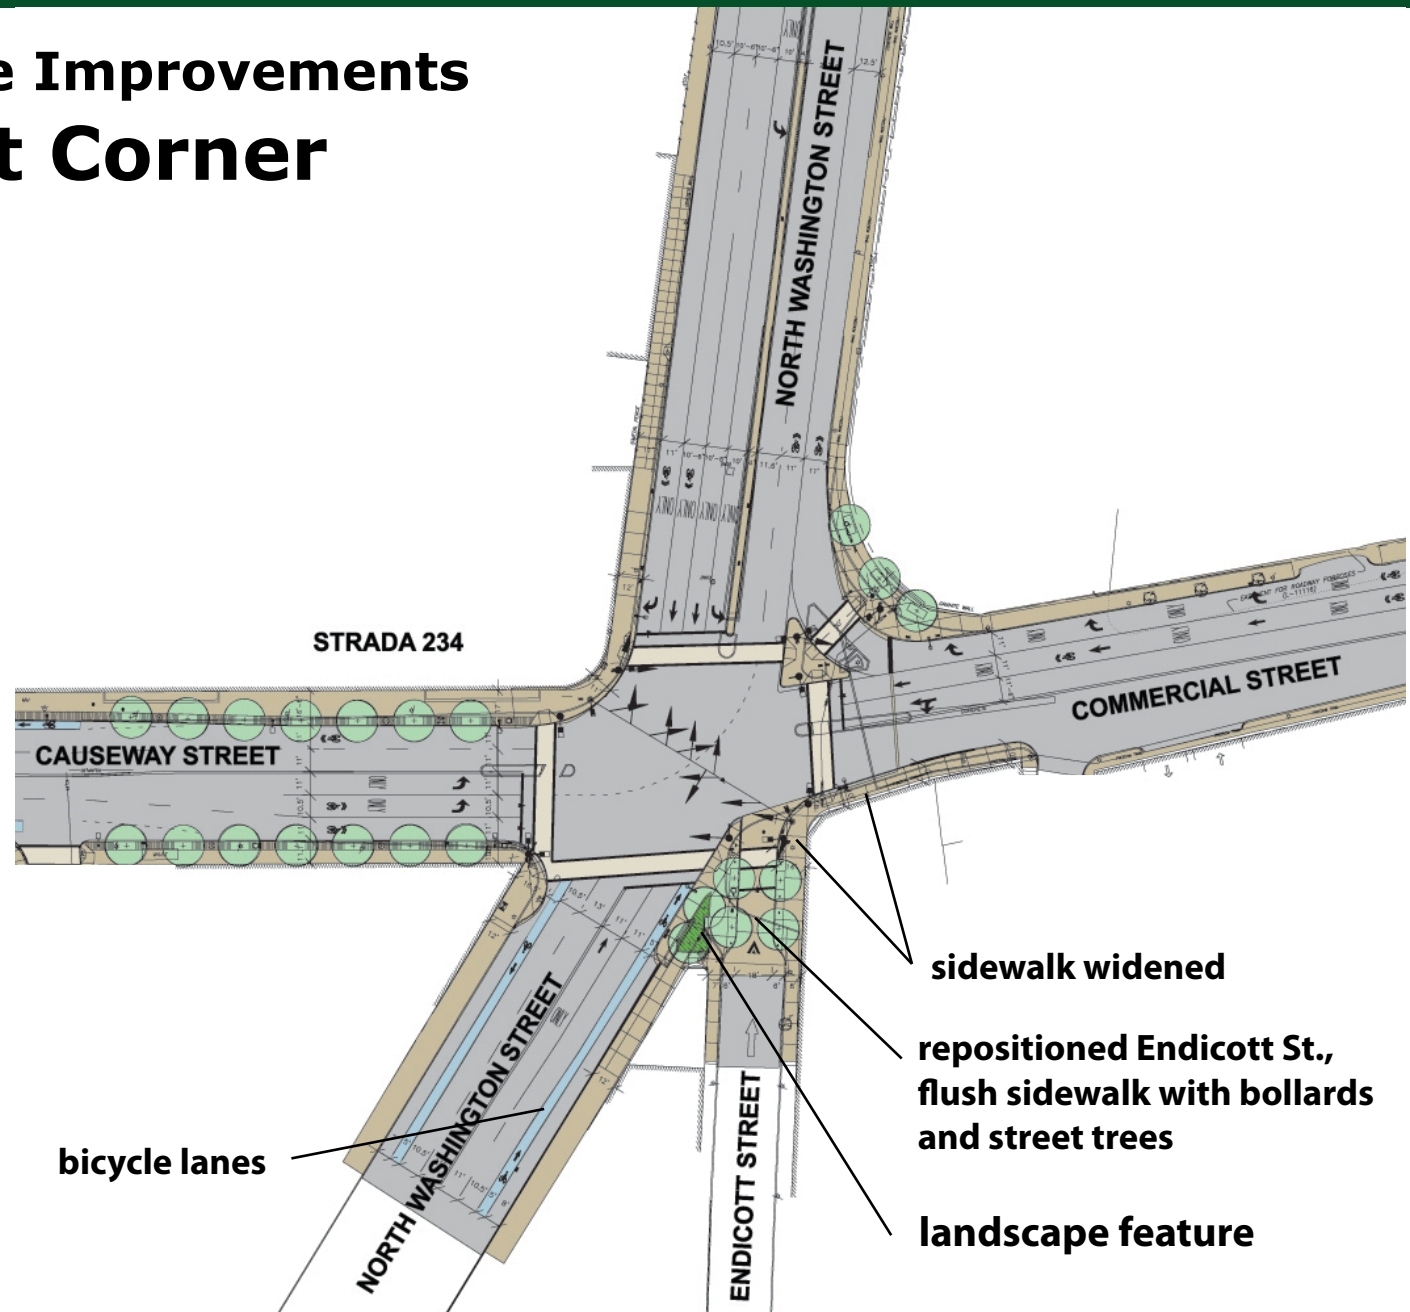 e Improvements
t Corner
NORTH WASHINGTON STREET
STRADA 234
CAUSEWAY STREET
COMMERCIAL STREET
sidewalk widened
repositioned Endicott St.,
flush sidewalk with bollards
and street trees
bicycle lanes
landscape feature
NORTH WASHINGTON STREET
ENDICOTT STREET